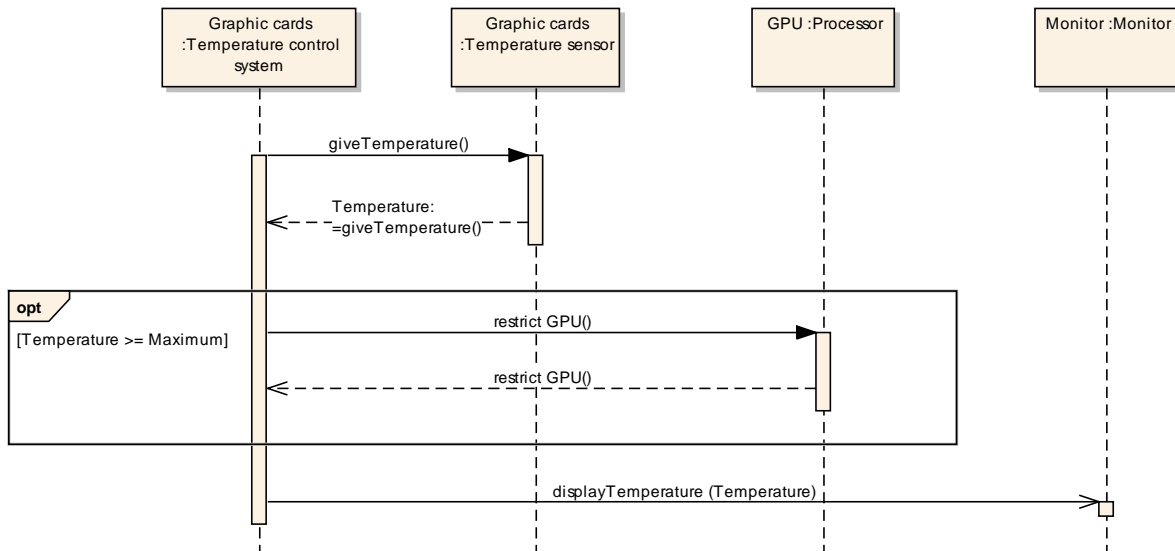 Graphic cards
:Temperature control
system
Graphic cards
:Temperature sensor
GPU :Processor
Monitor :Monitor
giveTemperature()
Temperature:
=giveTemperature()
opt
[Temperature >= Maximum]
restrict GPU()
restrict GPU()
displayTemperature (Temperature)